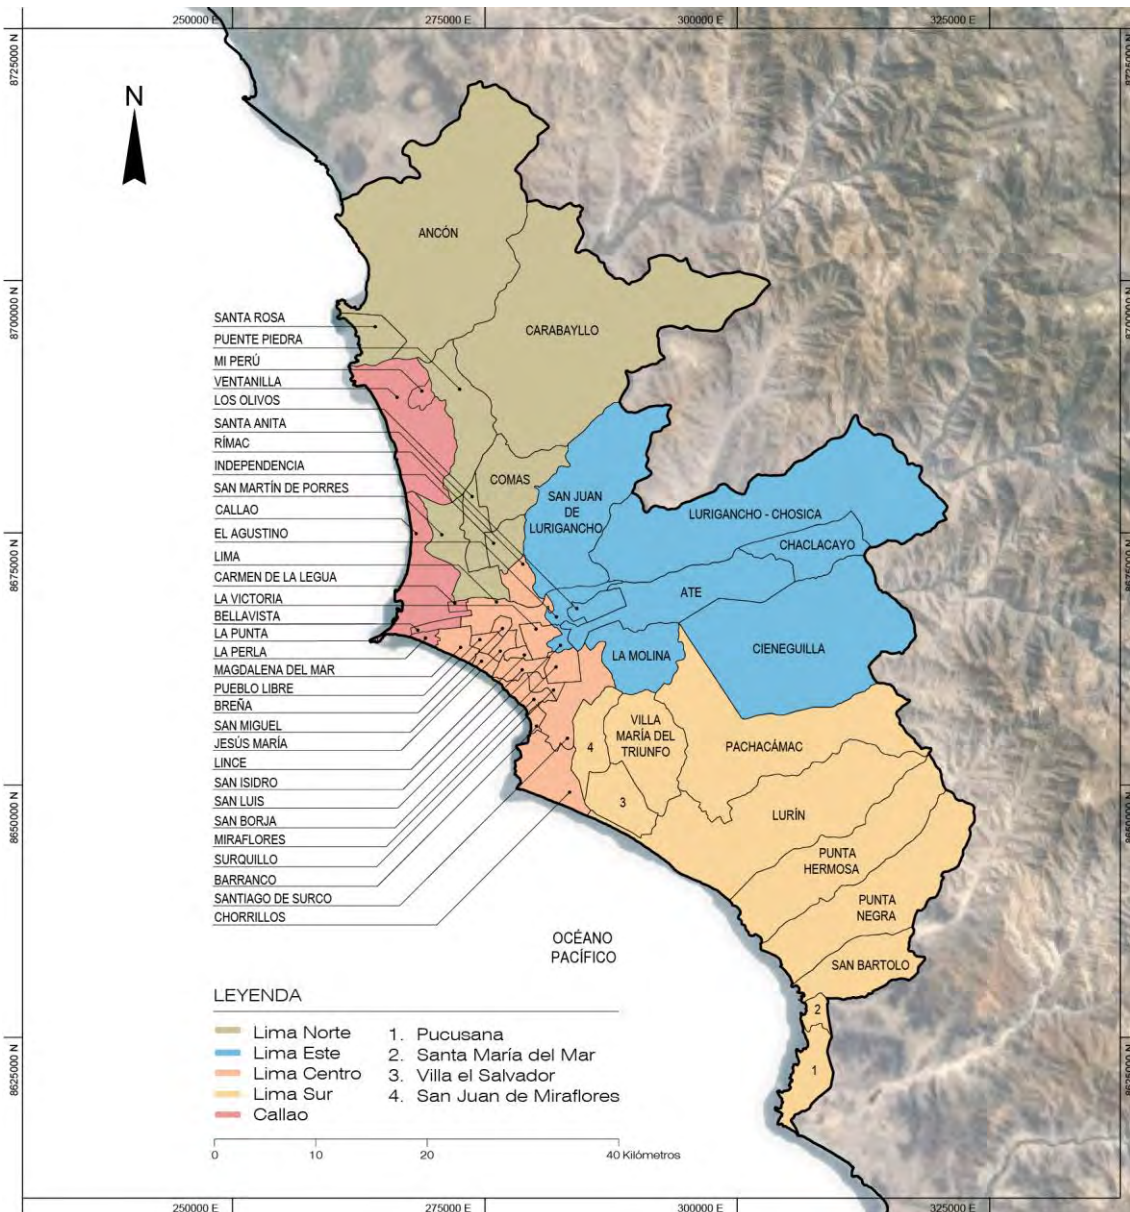 250000 E
275000 E
300000 E
325000 E
8725000 N
8725000 N
N
ANCÓN
8700000 N
8700000 N
CARABAYLLO
SANTA ROSA
PUENTE PIEDRA
MI PERÚ
VENTANILLA
LOS OLIVOS
SANTA ANITA
RÍMAC
INDEPENDENCIA
SAN MARTÍN DE PORRES
CALLAO
EL AGUSTINO
LIMA
CARMEN DE LA LEGUA
LA VICTORIA
BELLAVISTA
LA PUNTA
LA PERLA
MAGDALENA DEL MAR
PUEBLO LIBRE
BREÑA
SAN MIGUEL
JESÚS MARÍA
LINCE
SAN ISIDRO
SAN LUIS
SAN BORJA
MIRAFLORES
SURQUILLO
BARRANCO
SANTIAGO DE SURCO
CHORRILLOS
COMAS
SAN JUAN
DE
LURIGANCHO
LURIGANCHO - CHOSICA
CHACLACAYO
8675000 N
8675000 N
ATE
LA MOLINA
CIENEGUILLA
VILLA
MARÍA DEL
TRIUNFO
4
3
PACHACÁMAC
8650000 N
8650000 N
LURÍN
PUNTA
HERMOSA
PUNTA
NEGRA
SAN BARTOLO
OCÉANO
PACÍFICO
2
1
8625000 N
8625000 N
LEYENDA
Lima Norte
Lima Este
Lima Centro
Lima Sur
Callao
1. Pucusana
2. Santa María del Mar
3. Villa el Salvador
4. San Juan de Miraflores
0 10 20 40 Kilómetros
250000 E
275000 E
300000 E
325000 E